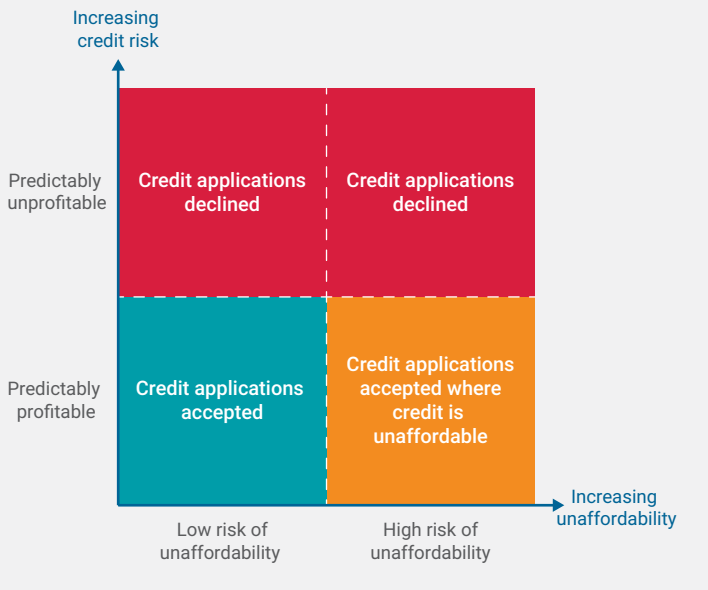 Increasing
credit risk
Predictably
unprofitable
Credit applications
declined
Credit applications
declined
Predictably
profitable
Credit applications
accepted
Credit applications
accepted where
credit is
unaffordable
Increasing
unaffordability
Low risk of
unaffordability
High risk of
unaffordability